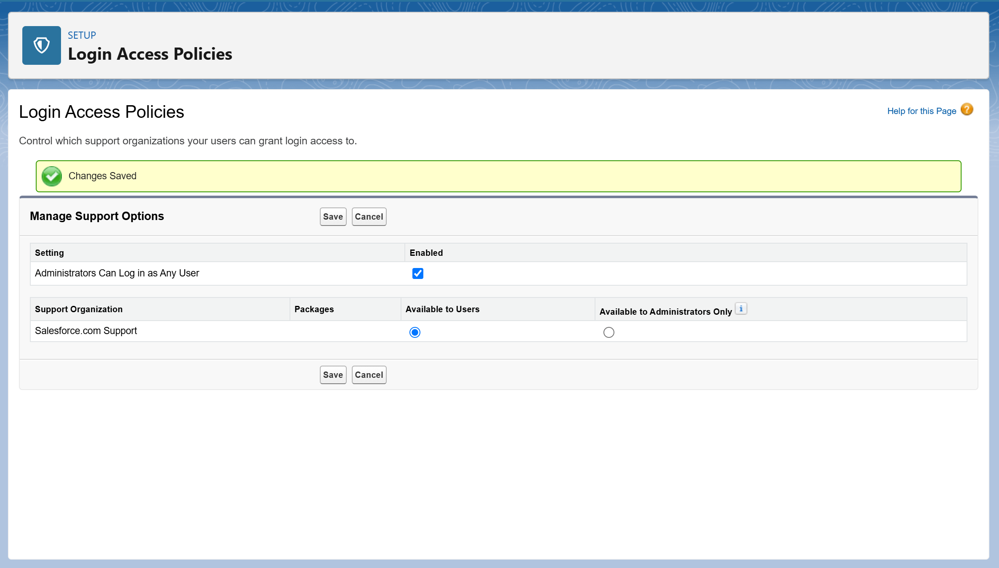 SETUP
Login Access Policies
Login Access Policies
Help for this Page ?
Control which support organizations your users can grant login access to.
Changes Saved
Manage Support Options
Save Cancel
Setting Enabled
Administrators Can Log in as Any User
Support Organization Packages Available to Users Available to Administrators Only i
Salesforce.com Support
Save Cancel